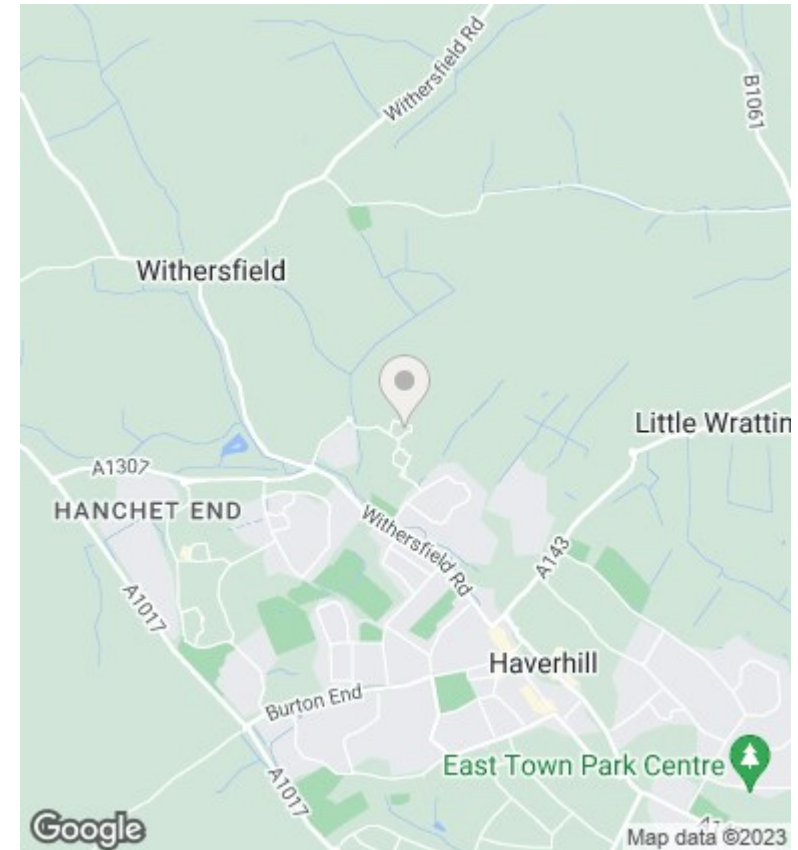 Withersfield Rd
B1061
Withersfield
Little Wrattin
A1307
HANCHET END
Withersfield Rd
A143
A1017
Haverhill
Burton End
East Town Park Centre
A1017
Google
Map data ©2023